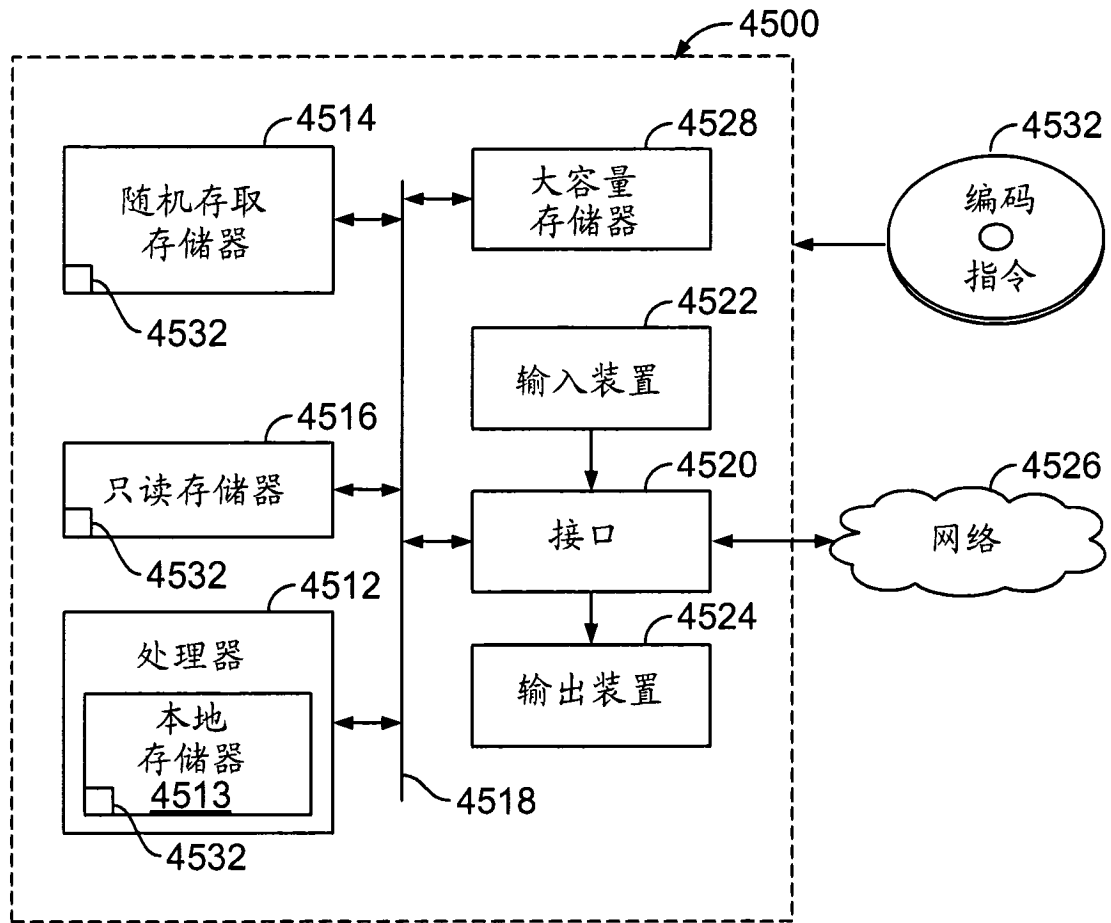 4500
4514
随机存取
存储器
4532
4528
大容量
存储器
4532
编码
指令
4522
输入装置
4516
只读存储器
4532
4520
接口
4526
网络
4512
处理器
本地
存储器
4513
4532
4524
输出装置
4518